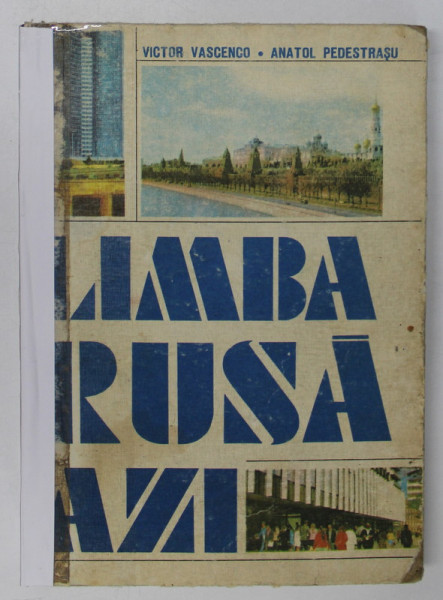 VICTOR VASCENCO • ANATOL PEDESTRAȘU
LIMBA
RUSĂ
AZI